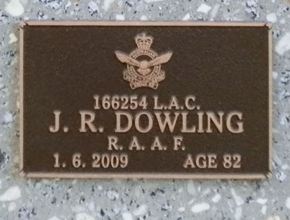 166254 L.A.C.
J. R. DOWLING
R. A. A. F.
1. 6. 2009 AGE 82